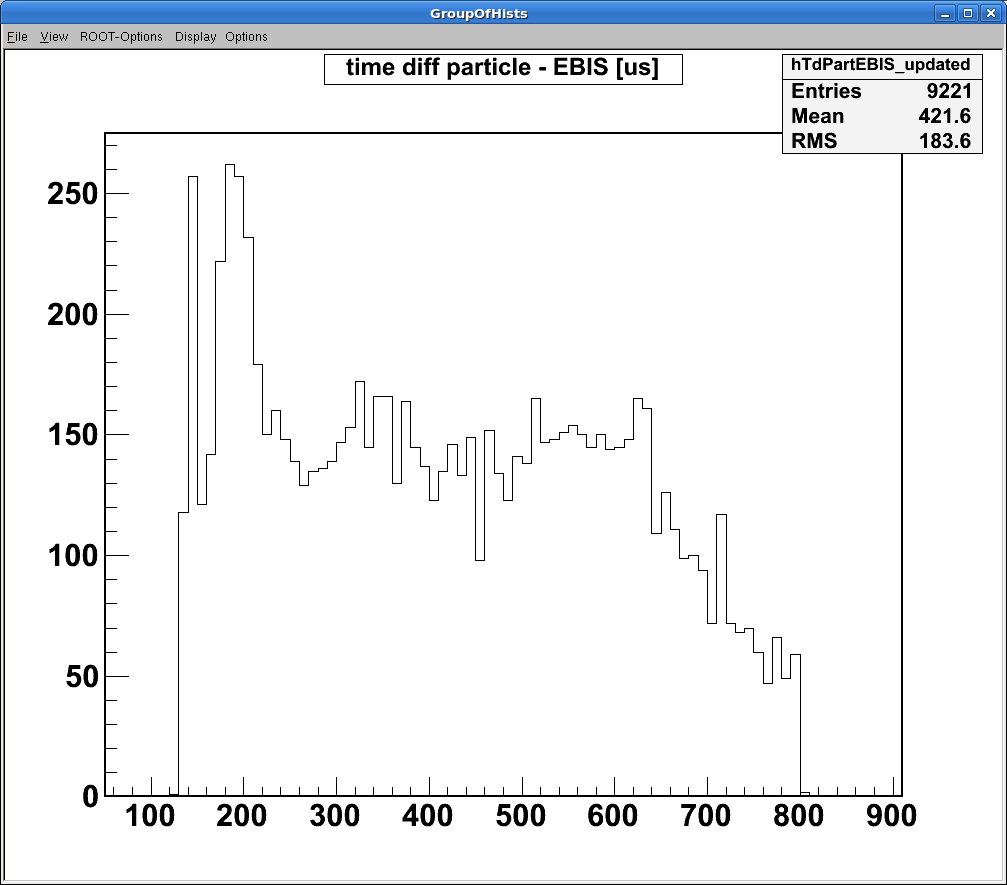 GroupOfHists
File View ROOT-Options Display Options
time diff particle - EBIS [us]
hTdPartEBIS_updated
Entries 9221
Mean 421.6
RMS 183.6
250
200
150
100
50
0
100 200 300 400 500 600 700 800 900